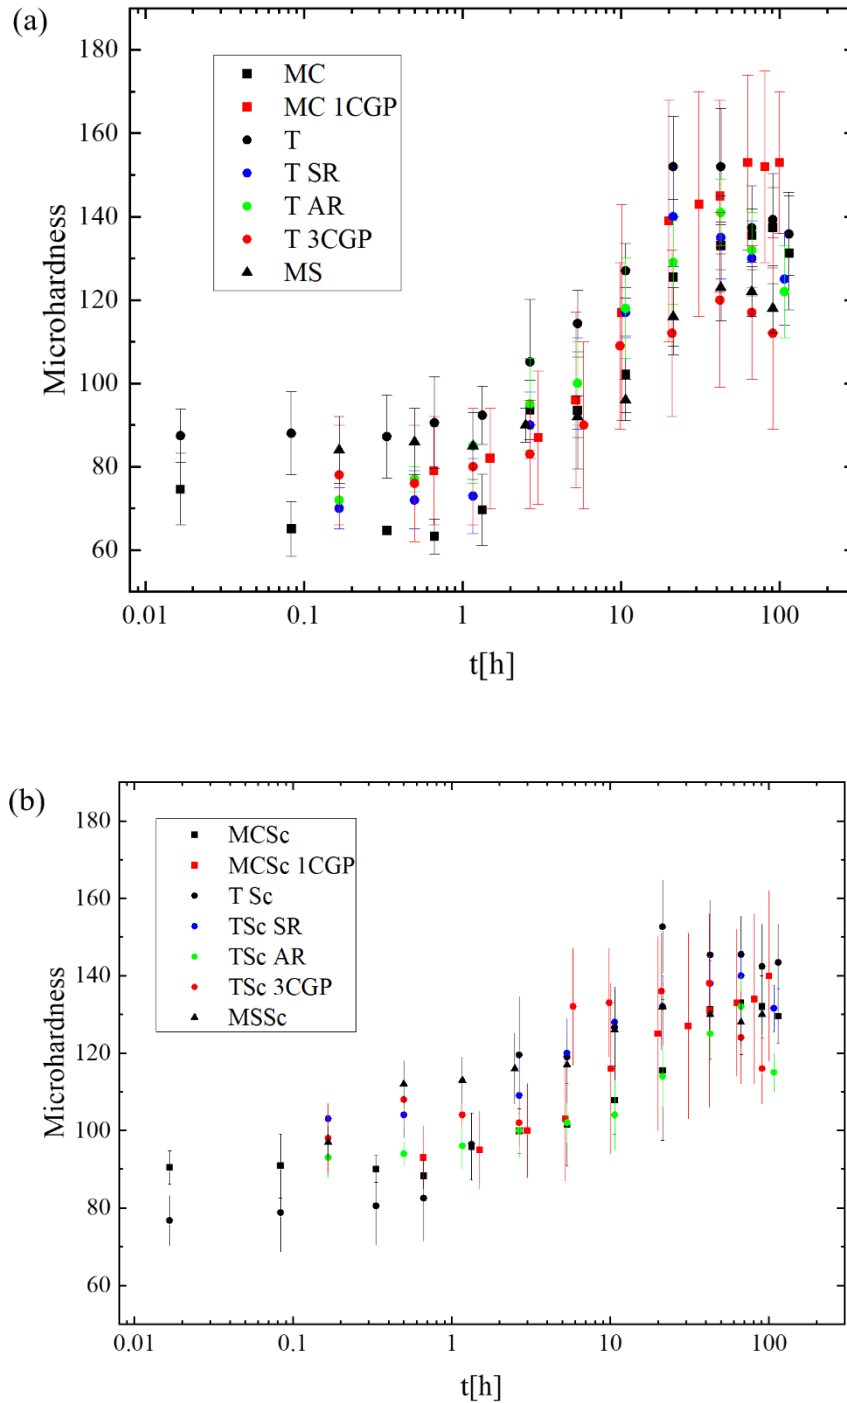 (a)
180
160
140
120
100
80
60
Microhardness
MC
MC 1CGP
T
T SR
T AR
T 3CGP
MS
0.01 0.1 1 10 100
t[h]
(b)
180
160
140
120
100
80
60
Microhardness
MCSc
MCSc 1CGP
T Sc
TSc SR
TSc AR
TSc 3CGP
MSSc
0.01 0.1 1 10 100
t[h]